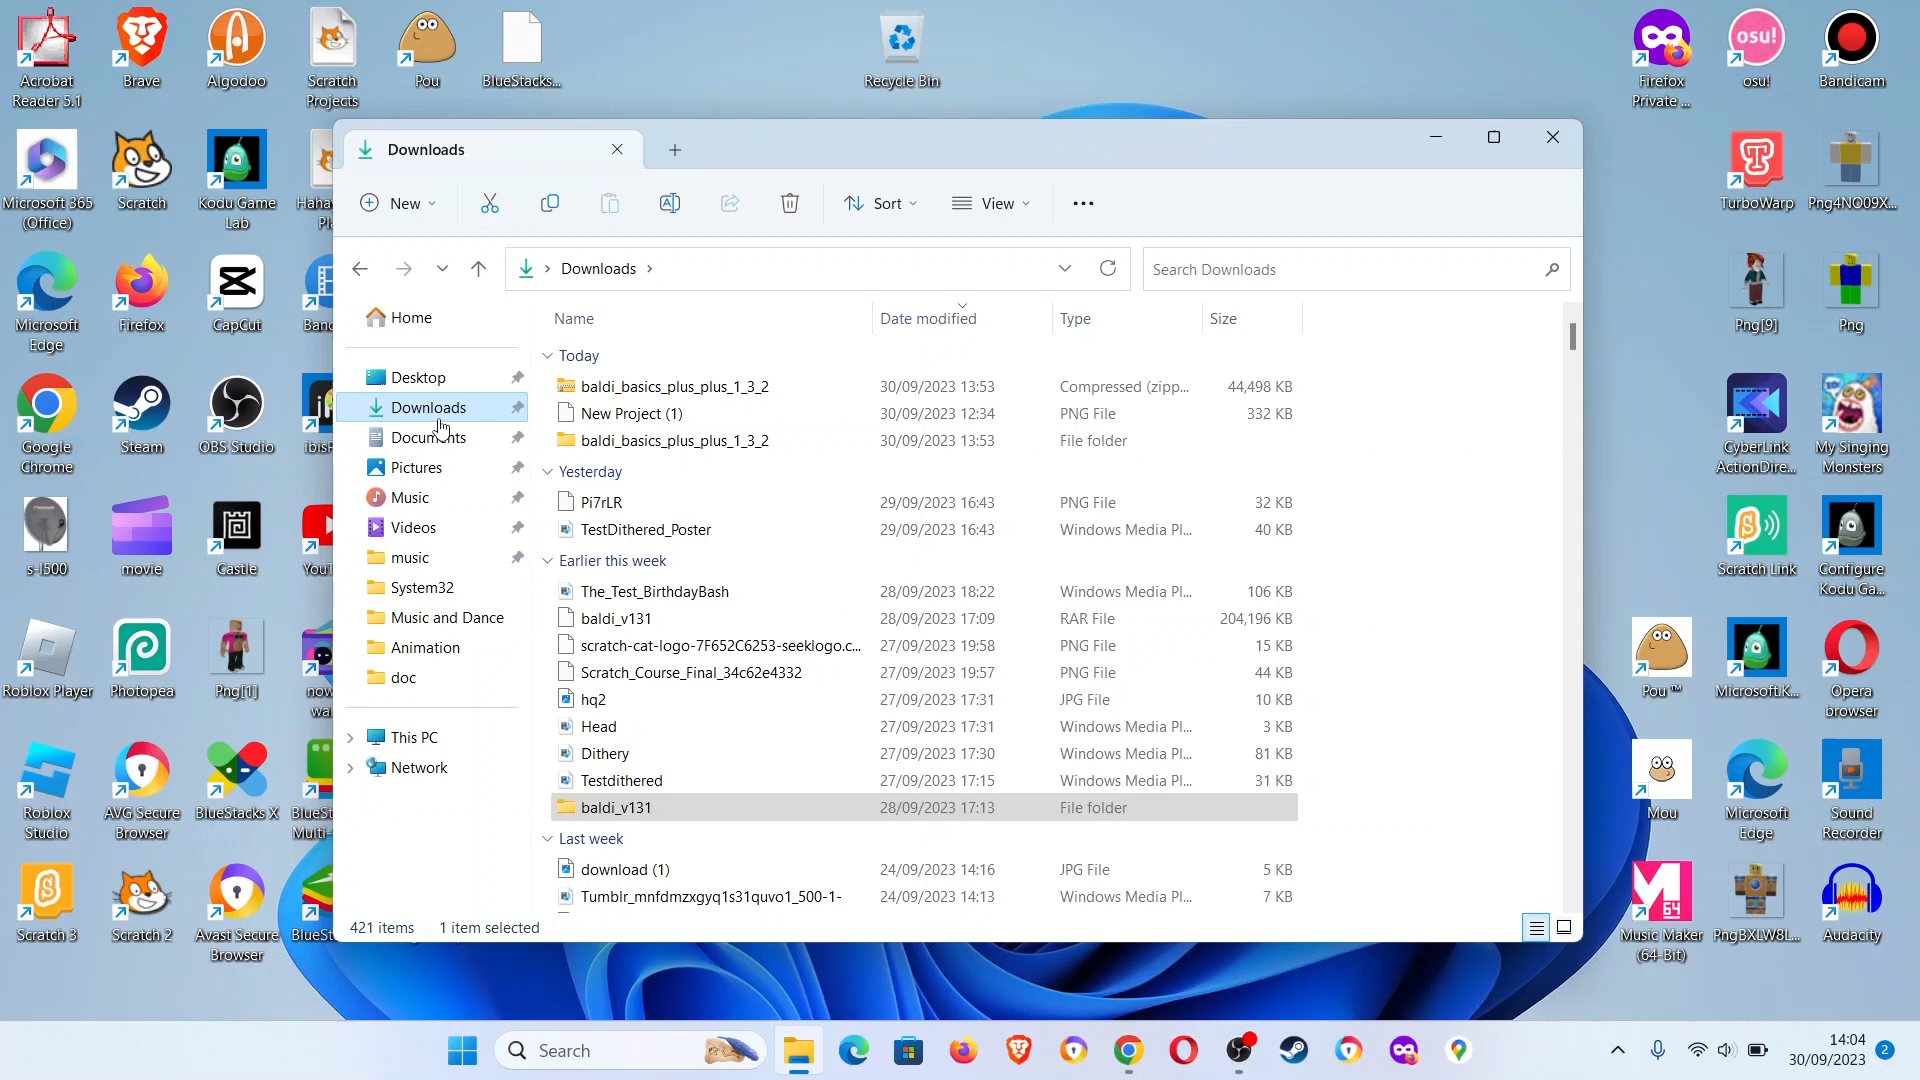 Acrobat
Reader 5.1
Brave
Algodoo
Scratch
Projects
Pou
BlueStacks...
Recycle Bin
Firefox
Private ...
osu!
osu!
Bandicam
Microsoft 365
(Office)
Scratch
Kodu Game
Lab
TurboWarp
Png4NO09X...
Microsoft
Edge
Firefox
CapCut
Png[9]
Png
Google
Chrome
Steam
OBS Studio
CyberLink
ActionDire...
My Singing
Monsters
s-l500
movie
Castle
Scratch Link
Configure
Kodu Ga...
Roblox Player
Photopea
Png[1]
Pou ™
Microsoft.K...
Opera
browser
Roblox
Studio
AVG Secure
Browser
BlueStacks X
Mou
Microsoft
Edge
Sound
Recorder
Scratch 3
Scratch 2
Avast Secure
Browser
64
Music Maker
(64-Bit)
PngBXLW8L...
Audacity
Downloads
New
Sort
View
Downloads
Search Downloads
Home
Desktop
Downloads
Documents
Pictures
Music
Videos
music
System32
Music and Dance
Animation
doc
This PC
Network
Name Date modified Type Size
Today
baldi_basics_plus_plus_1_3_2 30/09/2023 13:53 Compressed (zipp... 44,498 KB
New Project (1) 30/09/2023 12:34 PNG File 332 KB
baldi_basics_plus_plus_1_3_2 30/09/2023 13:53 File folder
Yesterday
Pi7rLR 29/09/2023 16:43 PNG File 32 KB
TestDithered_Poster 29/09/2023 16:43 Windows Media Pl... 40 KB
Earlier this week
The_Test_BirthdayBash 28/09/2023 18:22 Windows Media Pl... 106 KB
baldi_v131 28/09/2023 17:09 RAR File 204,196 KB
scratch-cat-logo-7F652C6253-seeklogo.c... 27/09/2023 19:58 PNG File 15 KB
Scratch_Course_Final_34c62e4332 27/09/2023 19:57 PNG File 44 KB
hq2 27/09/2023 17:31 JPG File 10 KB
Head 27/09/2023 17:31 Windows Media Pl... 3 KB
Dithery 27/09/2023 17:30 Windows Media Pl... 81 KB
Testdithered 27/09/2023 17:15 Windows Media Pl... 31 KB
baldi_v131 28/09/2023 17:13 File folder
Last week
download (1) 24/09/2023 14:16 JPG File 5 KB
Tumblr_mnfdmzxgyq1s31quvo1_500-1- 24/09/2023 14:13 Windows Media Pl... 7 KB
421 items 1 item selected
Search
14:04
30/09/2023
2